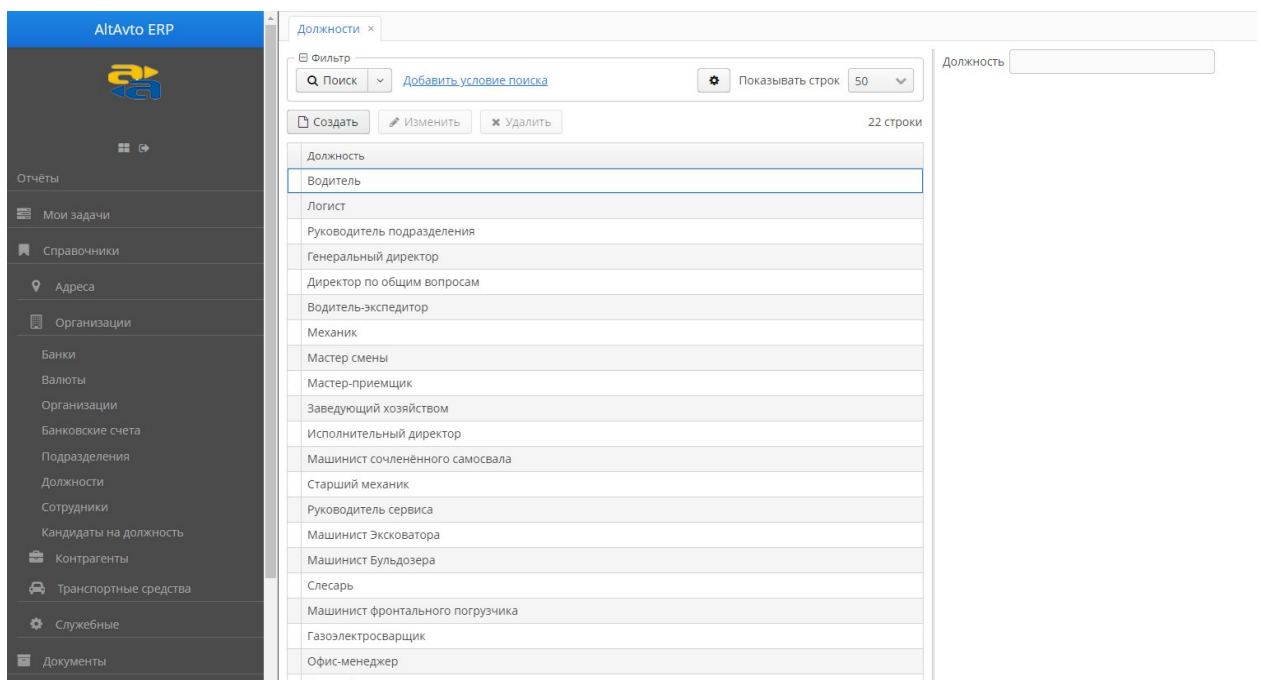 AltAvto ERP
Отчёты
Мои задачи
Справочники
Адреса
Организации
Банки
Валюты
Организации
Банковские счета
Подразделения
Должности
Сотрудники
Кандидаты на должность
Контрагенты
Транспортные средства
Служебные
Документы
Должности ×
Фильтр
Поиск Добавить условие поиска Показывать строк 50
Создать Изменить Удалить 22 строки
Должность
Водитель
Логист
Руководитель подразделения
Генеральный директор
Директор по общим вопросам
Водитель-экспедитор
Механик
Мастер смены
Мастер-приемщик
Заведующий хозяйством
Исполнительный директор
Машинист сочленённого самосвала
Старший механик
Руководитель сервиса
Машинист Эксковатора
Машинист Бульдозера
Слесарь
Машинист фронтального погрузчика
Газоэлектросварщик
Офис-менеджер
Должность